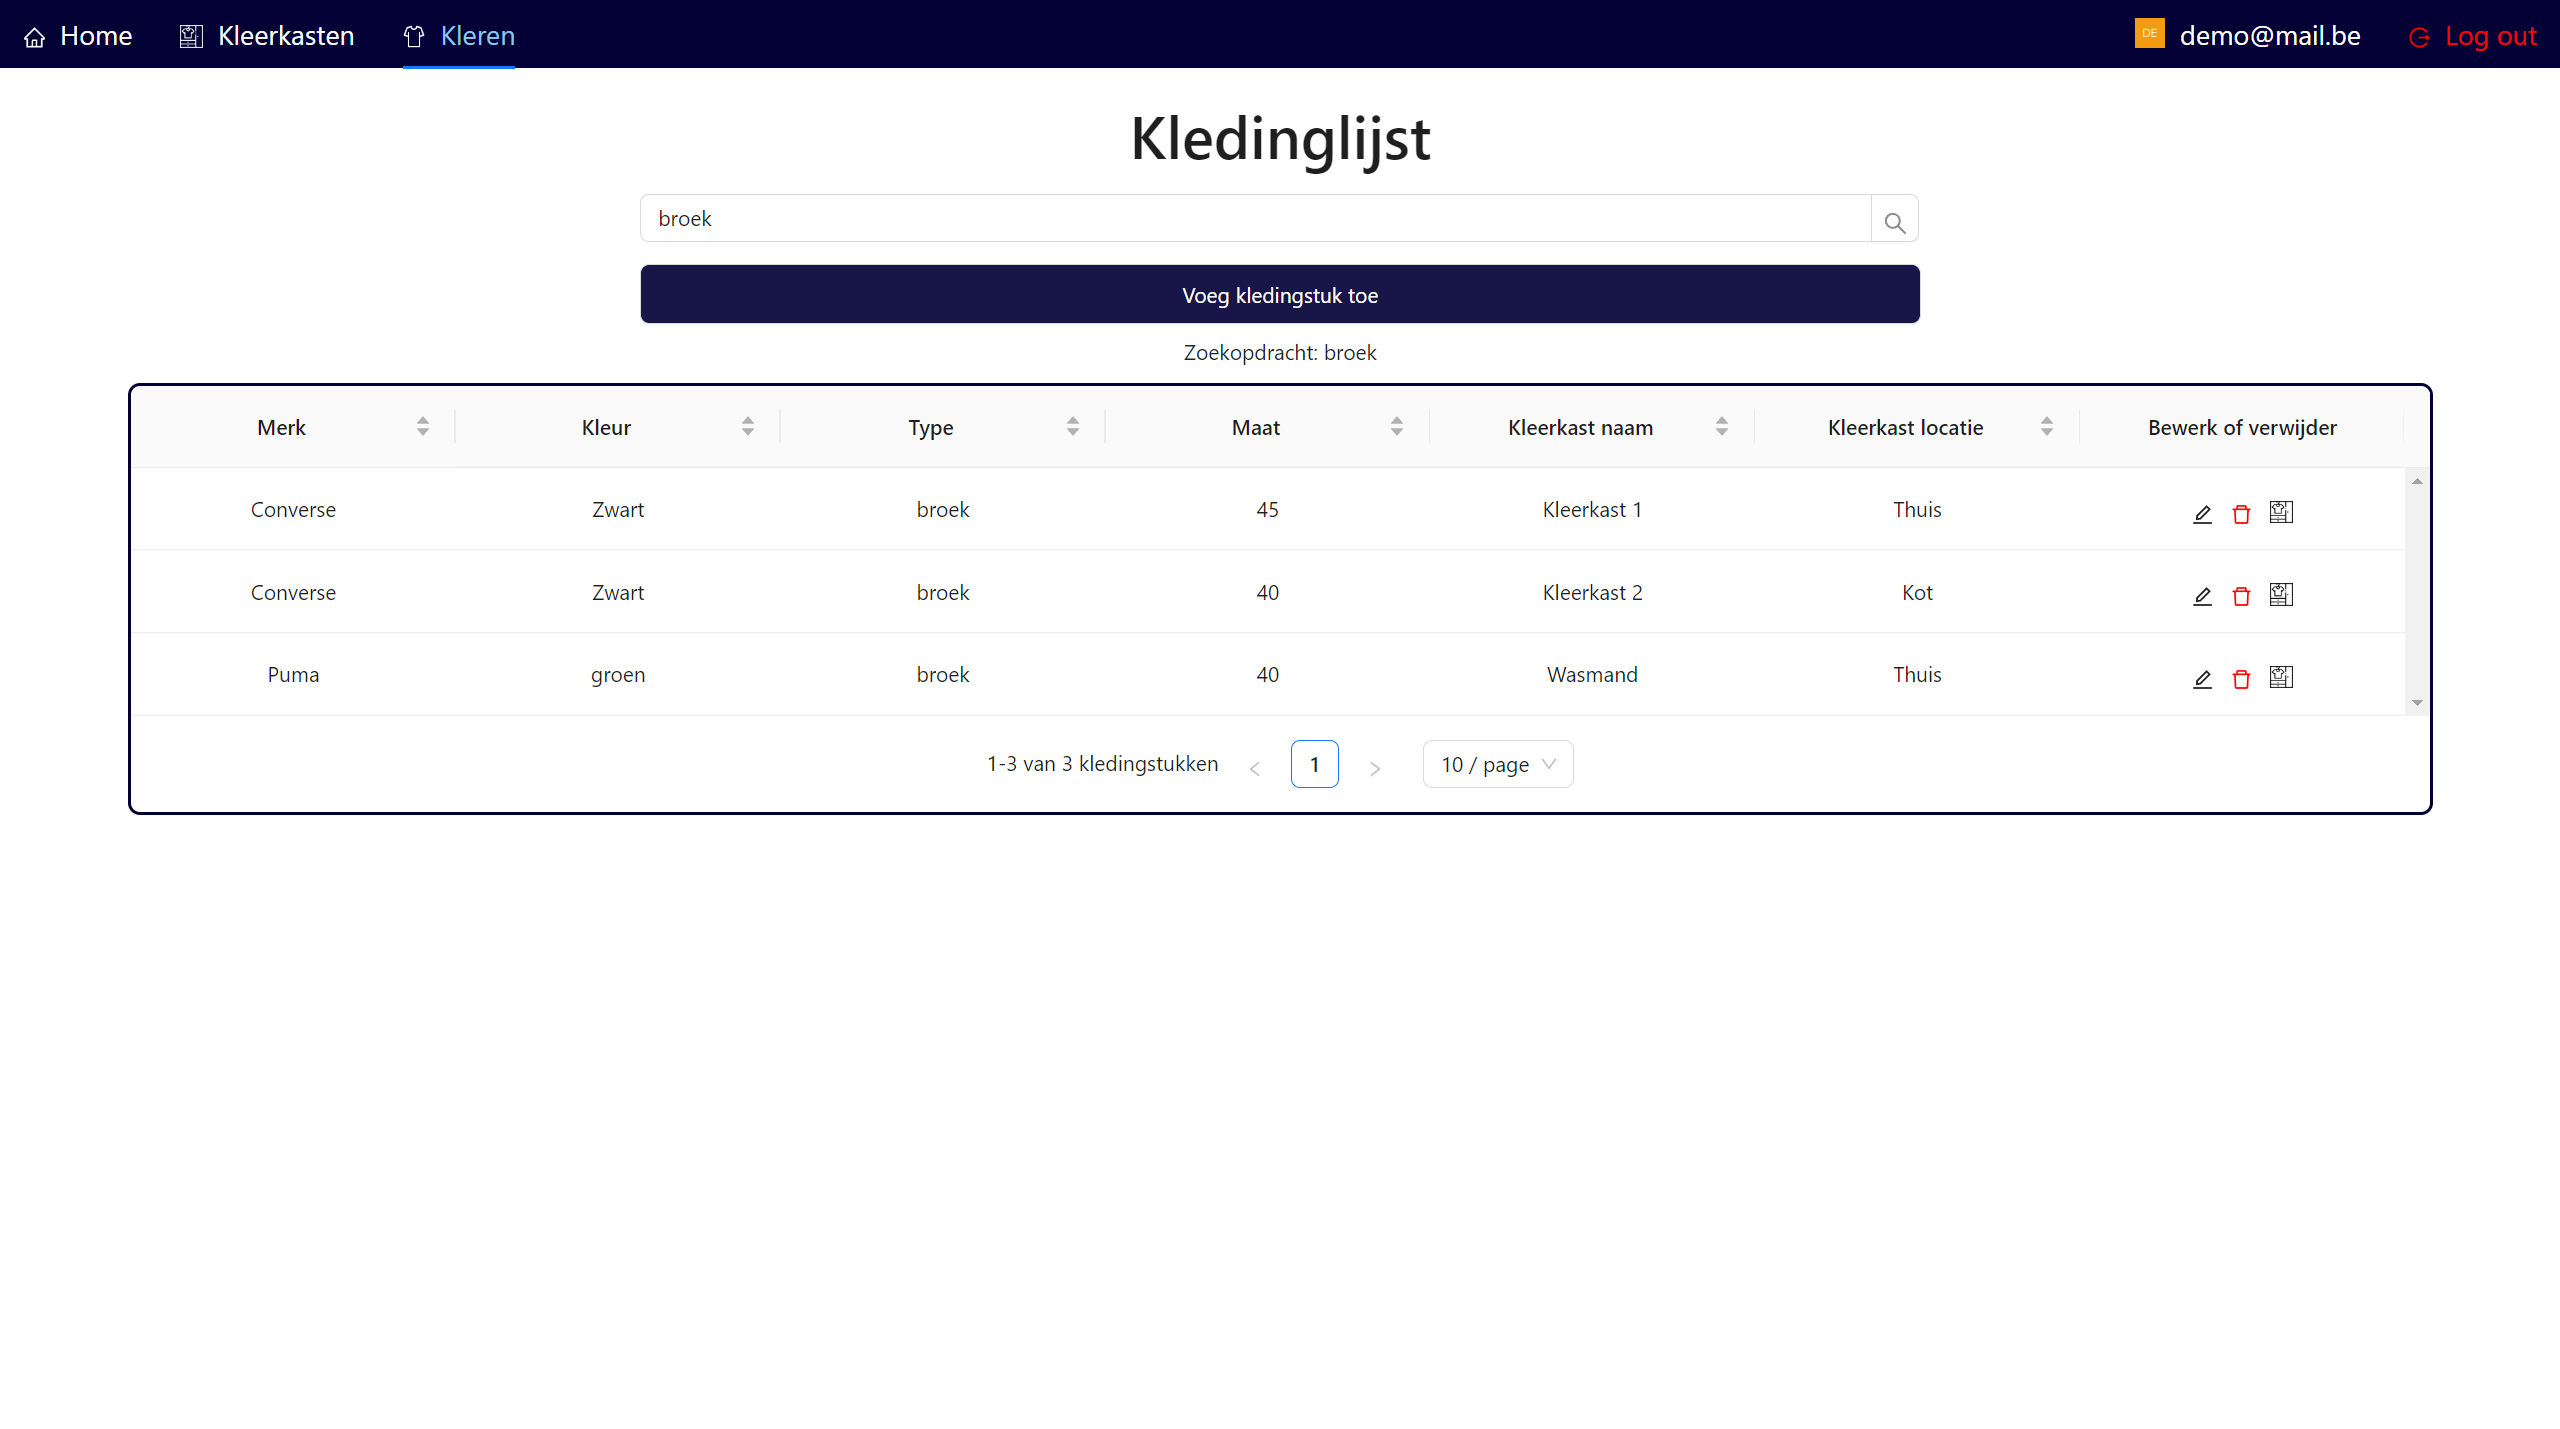 Home Kleerkasten Kleren DE demo@mail.be Log out
Kledinglijst
broek
Voeg kledingstuk toe
Zoekopdracht: broek
Merk Kleur Type Maat Kleerkast naam Kleerkast locatie Bewerk of verwijder
Converse Zwart broek 45 Kleerkast 1 Thuis
Converse Zwart broek 40 Kleerkast 2 Kot
Puma groen broek 40 Wasmand Thuis
1-3 van 3 kledingstukken < 1 > 10 / page